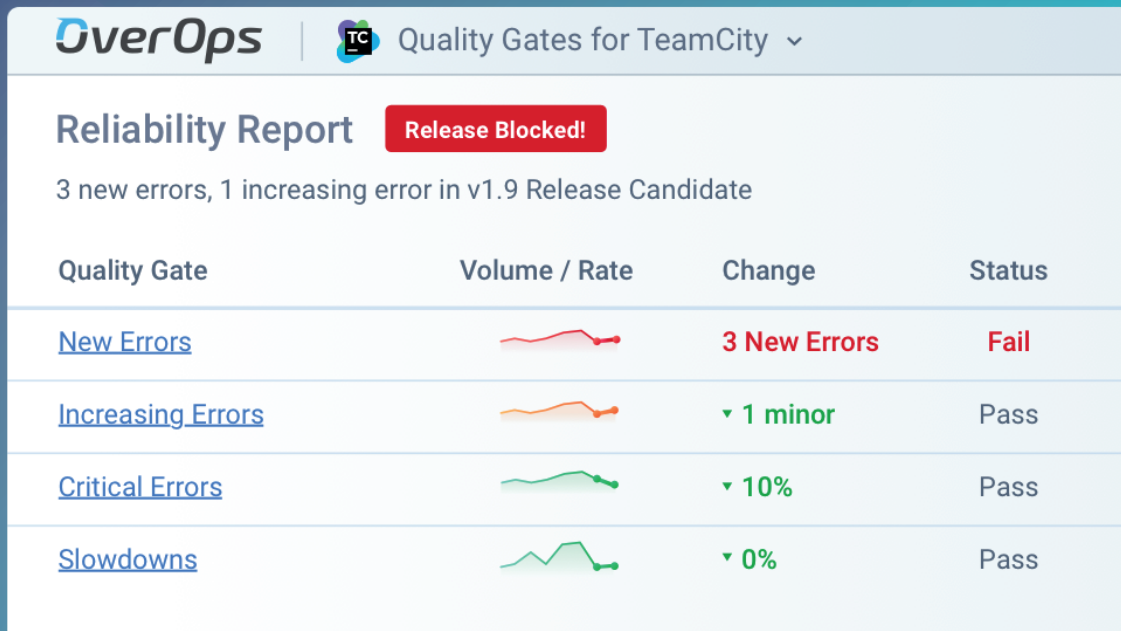 OverOps TC Quality Gates for TeamCity
Reliability Report Release Blocked!
3 new errors, 1 increasing error in v1.9 Release Candidate
Quality Gate Volume / Rate Change Status
New Errors 3 New Errors Fail
Increasing Errors 1 minor Pass
Critical Errors 10% Pass
Slowdowns 0% Pass